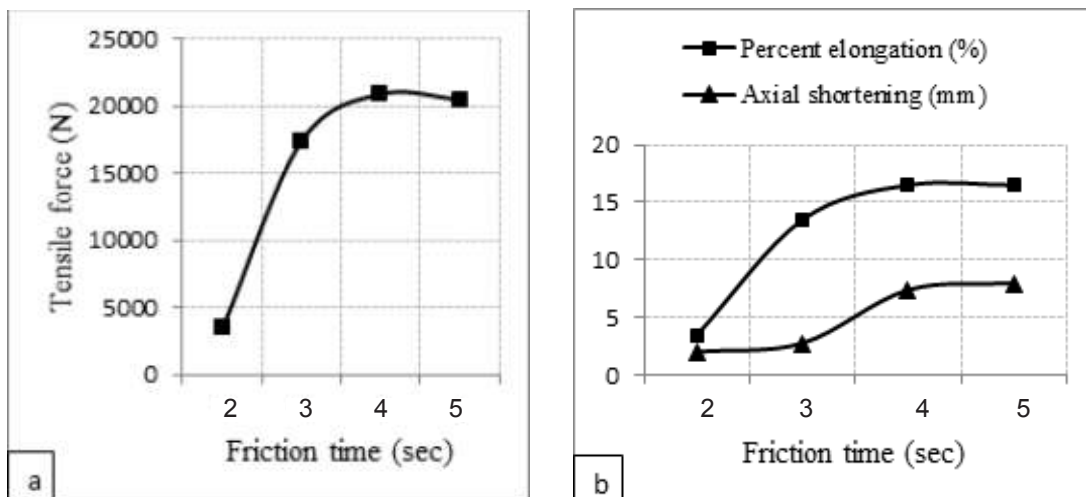 25000
20000
15000
10000
5000
0
Tensile force (N)
2 3 4 5
Friction time (sec)
a
Percent elongation (%)
Axial shortening (mm)
20
15
10
5
0
2 3 4 5
Friction time (sec)
b